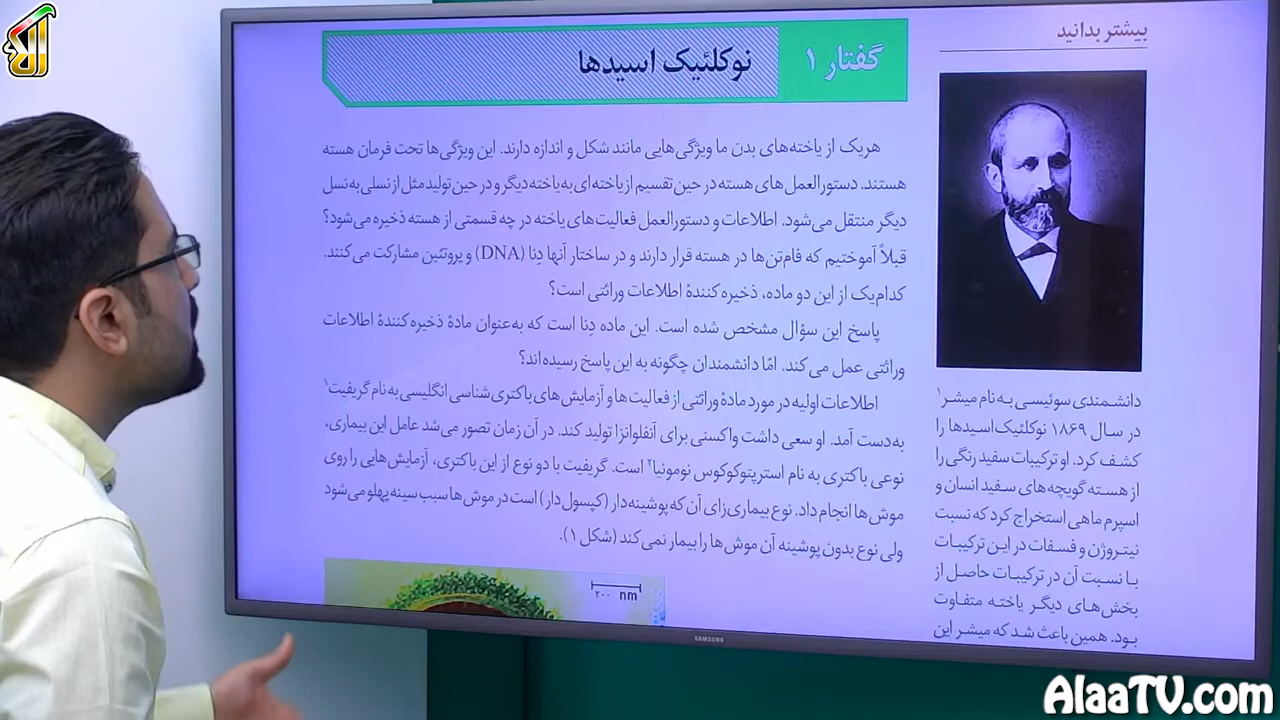 گفتار ۱
نوکلئیک اسیدها
هریک از یاخته‌های بدن ما ویژگی‌هایی مانند شکل و اندازه دارند. این ویژگی‌ها تحت فرمان هسته
هستند. دستورالعمل‌های هسته در حین تقسیم از یاخته‌ای به یاخته دیگر و در حین تولیدمثل از نسلی به نسل
دیگر منتقل می‌شود. اطلاعات و دستورالعمل فعالیت‌های یاخته در چه قسمتی از هسته ذخیره می‌شود؟
قبلاً آموختیم که فام‌تن‌ها در هسته قرار دارند و در ساختار آنها دِنا (DNA) و پروتئین مشارکت می‌کنند.
کدام‌یک از این دو ماده، ذخیره‌کنندهٔ اطلاعات وراثتی است؟
پاسخ این سؤال مشخص شده است. این ماده دِنا است که به‌عنوان مادهٔ ذخیره‌کنندهٔ اطلاعات
وراثتی عمل می‌کند. امّا دانشمندان چگونه به این پاسخ رسیده‌اند؟
اطلاعات اولیه در مورد مادهٔ وراثتی از فعالیت‌ها و آزمایش‌های باکتری‌شناسی انگلیسی به نام گریفیت۱
به‌دست آمد. او سعی داشت واکسنی برای آنفلوانزا تولید کند. در آن زمان تصور می‌شد عامل این بیماری،
نوعی باکتری به نام استرپتوکوکوس نومونیا۲ است. گریفیت با دو نوع از این باکتری، آزمایش‌هایی را روی
موش‌ها انجام داد. نوع بیماری‌زای آن که پوشینه‌دار (کپسول‌دار) است در موش‌ها سبب سینه پهلو می‌شود
ولی نوع بدون پوشینه آن موش‌ها را بیمار نمی‌کند (شکل ۱).
۲۰۰ nm
بیشتر بدانید
دانشمندی سوئیسی به نام میشر۱
در سال ۱۸۶۹ نوکلئیک‌اسیدها را
کشف کرد. او ترکیبات سفید رنگی را
از هسته گویچه‌های سفید انسان و
اسپرم ماهی استخراج کرد که نسبت
نیتروژن و فسفات در این ترکیبات
با نسبت آن در ترکیبات حاصل از
بخش‌های دیگر یاخته متفاوت
بود. همین باعث شد که میشر این
SAMSUNG
AlaaTV.com